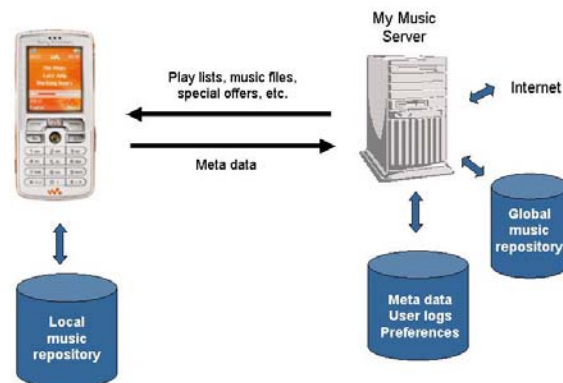 My Music
Server
Play lists, music files,
special offers, etc.
Internet
Meta data
Global
music
repository
Meta data
User logs
Preferences
Local
music
repository